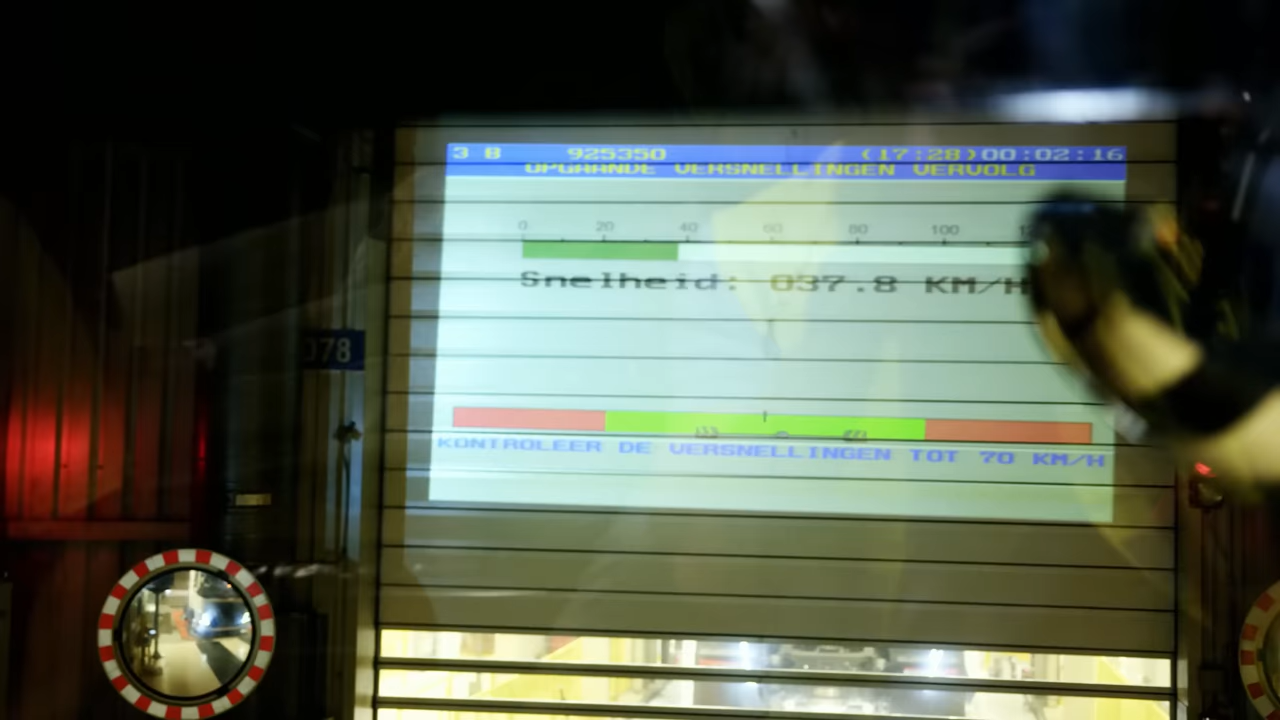 3 B 925350 (17:28)00:02:16
OPGAANDE VERSNELLINGEN VERVOLG
0 20 40 60 80 100
Snelheid: 037.8 KM/H
078
KONTROLEER DE VERSNELLINGEN TOT 70 KM/H